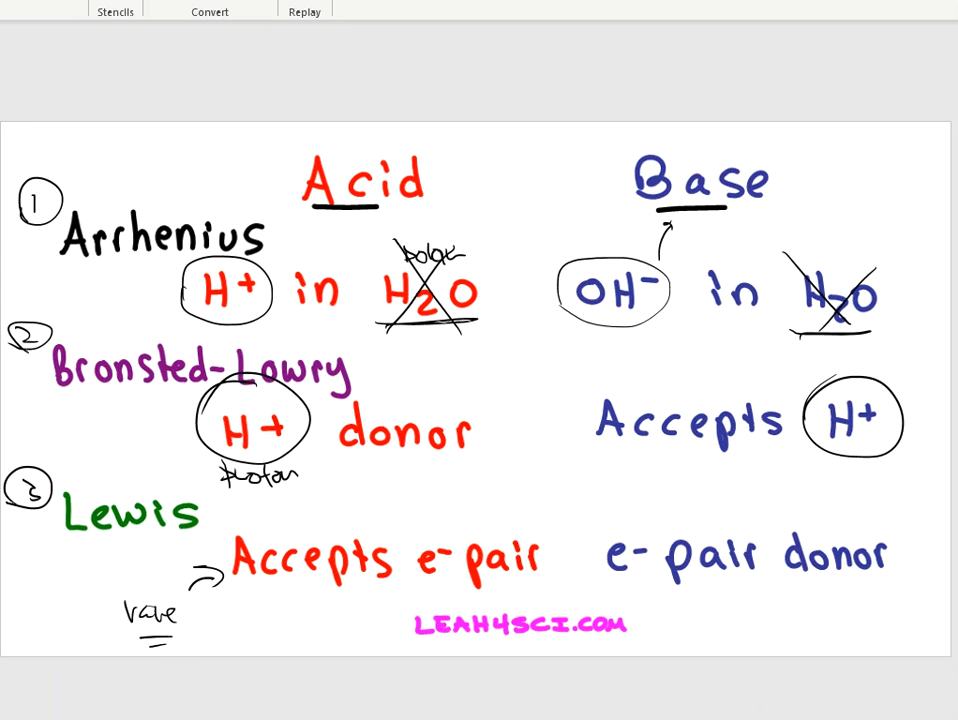 Stencils Convert Replay
Acid Base
1
Arrhenius
polar
H+ in H2O OH- in H2O
2
Bronsted-Lowry
H+ donor Accepts H+
proton
3
Lewis
Accepts e- pair e- pair donor
LEAH4SCI.COM